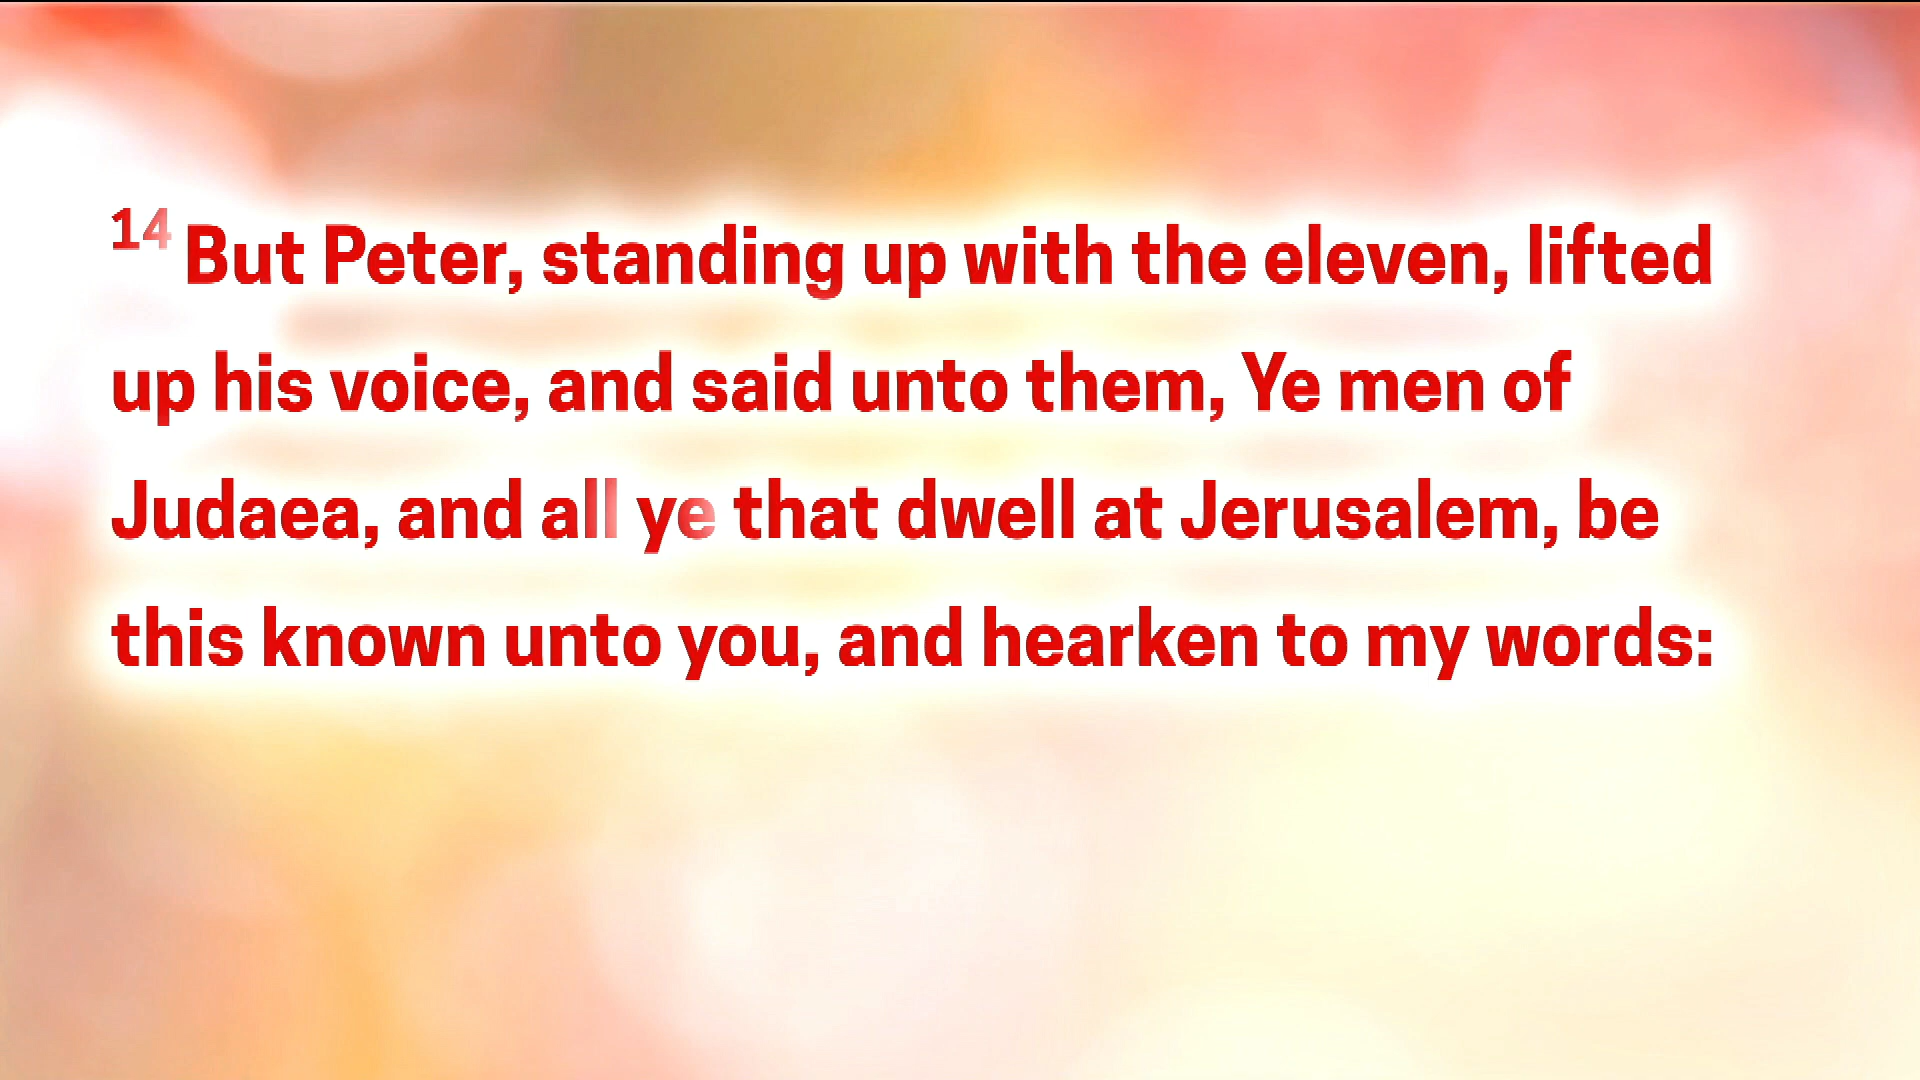 14 But Peter, standing up with the eleven, lifted
up his voice, and said unto them, Ye men of
Judaea, and all ye that dwell at Jerusalem, be
this known unto you, and hearken to my words: